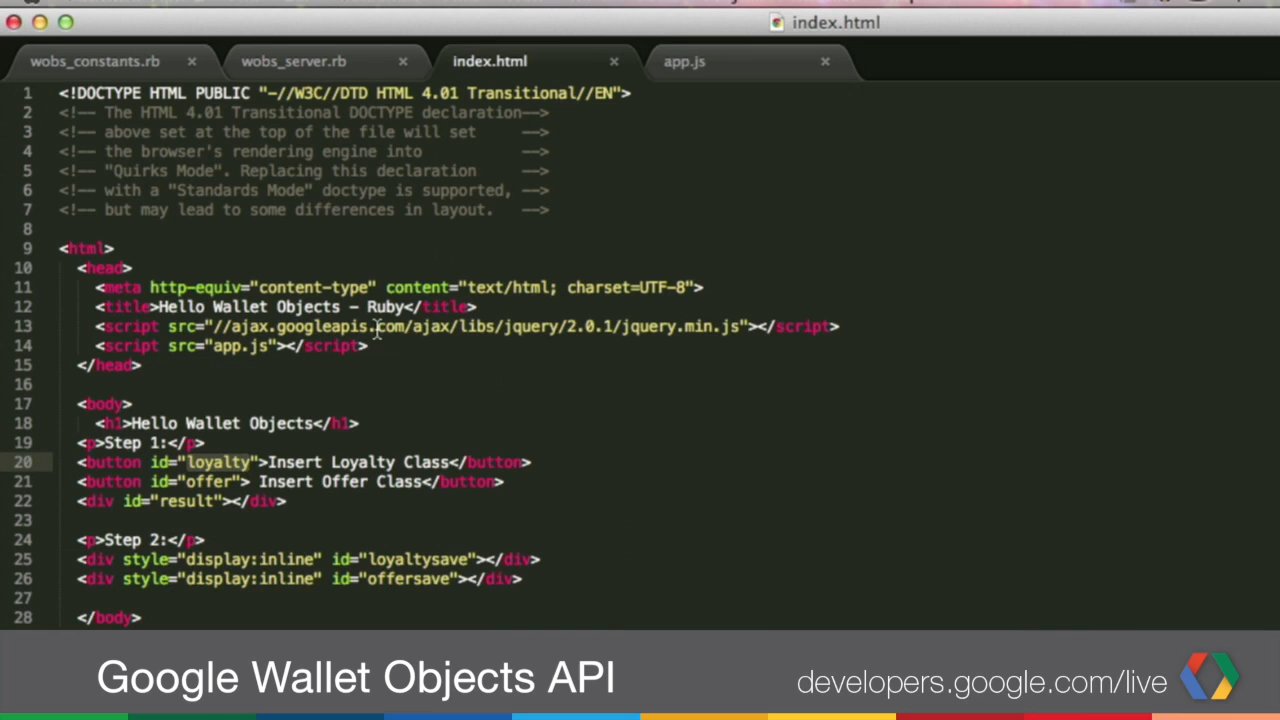 index.html
wobs_constants.rb × wobs_server.rb × index.html × app.js ×
1 <!DOCTYPE HTML PUBLIC "-//W3C//DTD HTML 4.01 Transitional//EN">
2 <!-- The HTML 4.01 Transitional DOCTYPE declaration-->
3 <!-- above set at the top of the file will set -->
4 <!-- the browser's rendering engine into -->
5 <!-- "Quirks Mode". Replacing this declaration
6 <!-- with a "Standards Mode" doctype is supported, -->
7 <!-- but may lead to some differences in layout. -->
8
9 <html>
10 <head>
11 <meta http-equiv="content-type" content="text/html; charset=UTF-8">
12 <title>Hello Wallet Objects - Ruby</title>
13 <script src="//ajax.googleapis.com/ajax/libs/jquery/2.0.1/jquery.min.js"></script>
14 <script src="app.js"></script>
15 </head>
16
17 <body>
18 <h1>Hello Wallet Objects</h1>
19 <p>Step 1:</p>
20 <button id="loyalty">Insert Loyalty Class</button>
21 <button id="offer"> Insert Offer Class</button>
22 <div id="result"></div>
23
24 <p>Step 2:</p>
25 <div style="display:inline" id="loyaltysave"></div>
26 <div style="display:inline" id="offersave"></div>
27
28 </body>
Google Wallet Objects API
developers.google.com/live